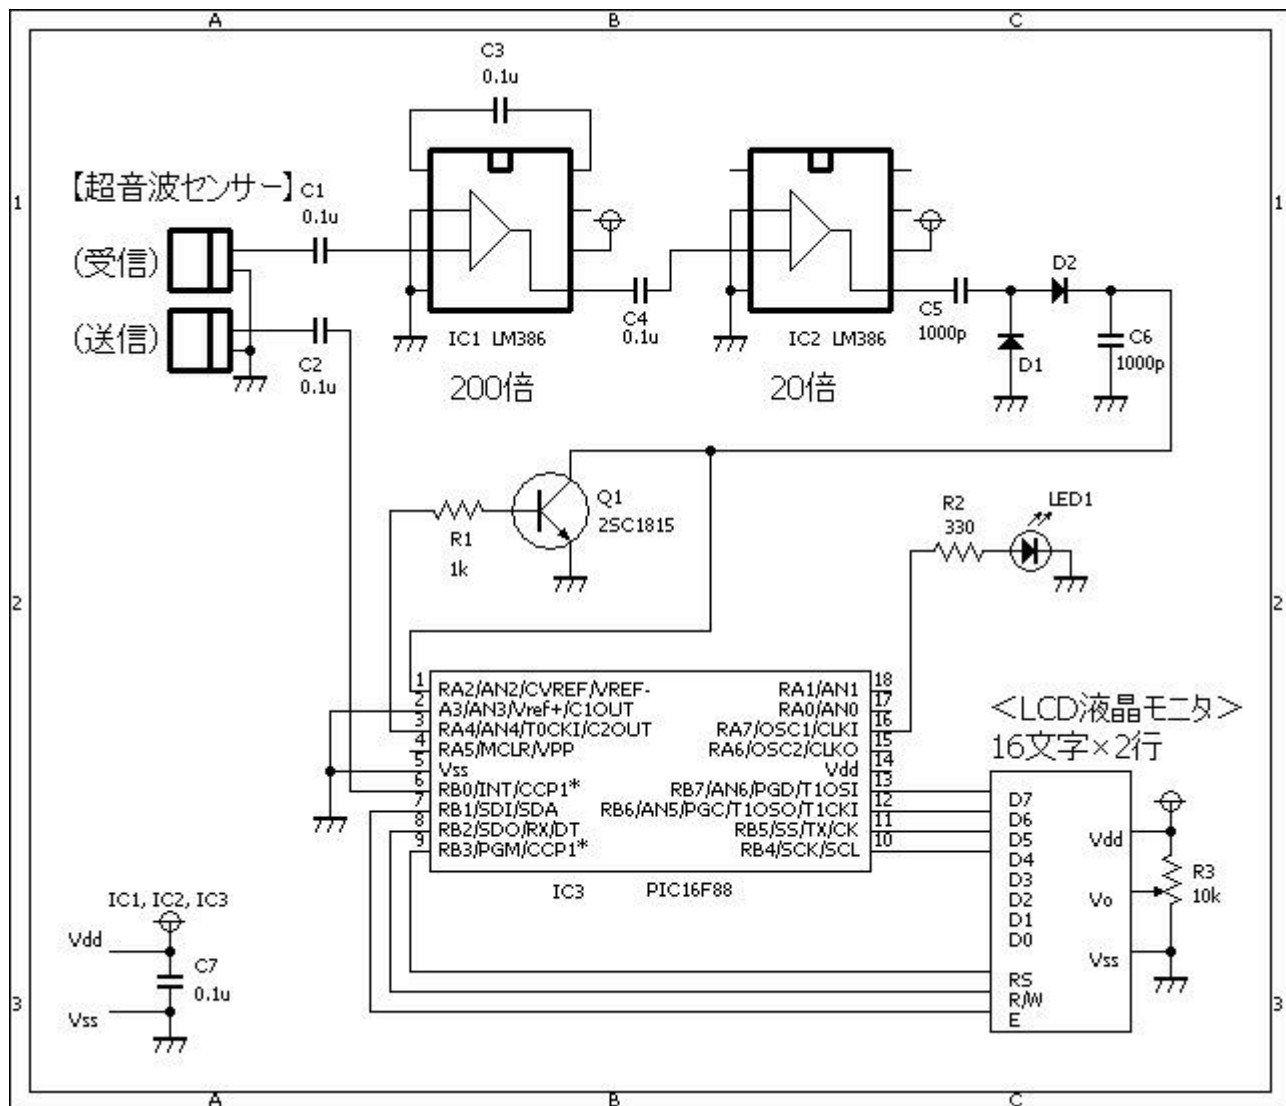 A B C
C3
0.1u
【超音波センサー】
C1
0.1u
1 1
(受信)
(送信)
C2
0.1u
IC1 LM386
200倍
C4
0.1u
IC2 LM386
20倍
C5
1000p
D2
D1
C6
1000p
R1
1k
Q1
2SC1815
R2
330
LED1
2 2
1 RA2/AN2/CVREF/VREF- RA1/AN1 18
2 A3/AN3/Vref+/C1OUT RA0/AN0 17
3 RA4/AN4/T0CKI/C2OUT RA7/OSC1/CLKI 16
4 RA5/MCLR/VPP RA6/OSC2/CLKO 15
5 Vss Vdd 14
6 RB0/INT/CCP1* RB7/AN6/PGD/T1OSI 13
7 RB1/SDI/SDA RB6/AN5/PGC/T1OSO/T1CKI 12
8 RB2/SDO/RX/DT RB5/SS/TX/CK 11
9 RB3/PGM/CCP1* RB4/SCK/SCL 10
IC3 PIC16F88
<LCD液晶モニタ>
16文字×2行
D7
D6
D5
D4
D3
D2
D1
D0
RS
R/W
E
Vdd
Vo
Vss
R3
10k
IC1, IC2, IC3
Vdd
C7
0.1u
Vss
3 3
A B C